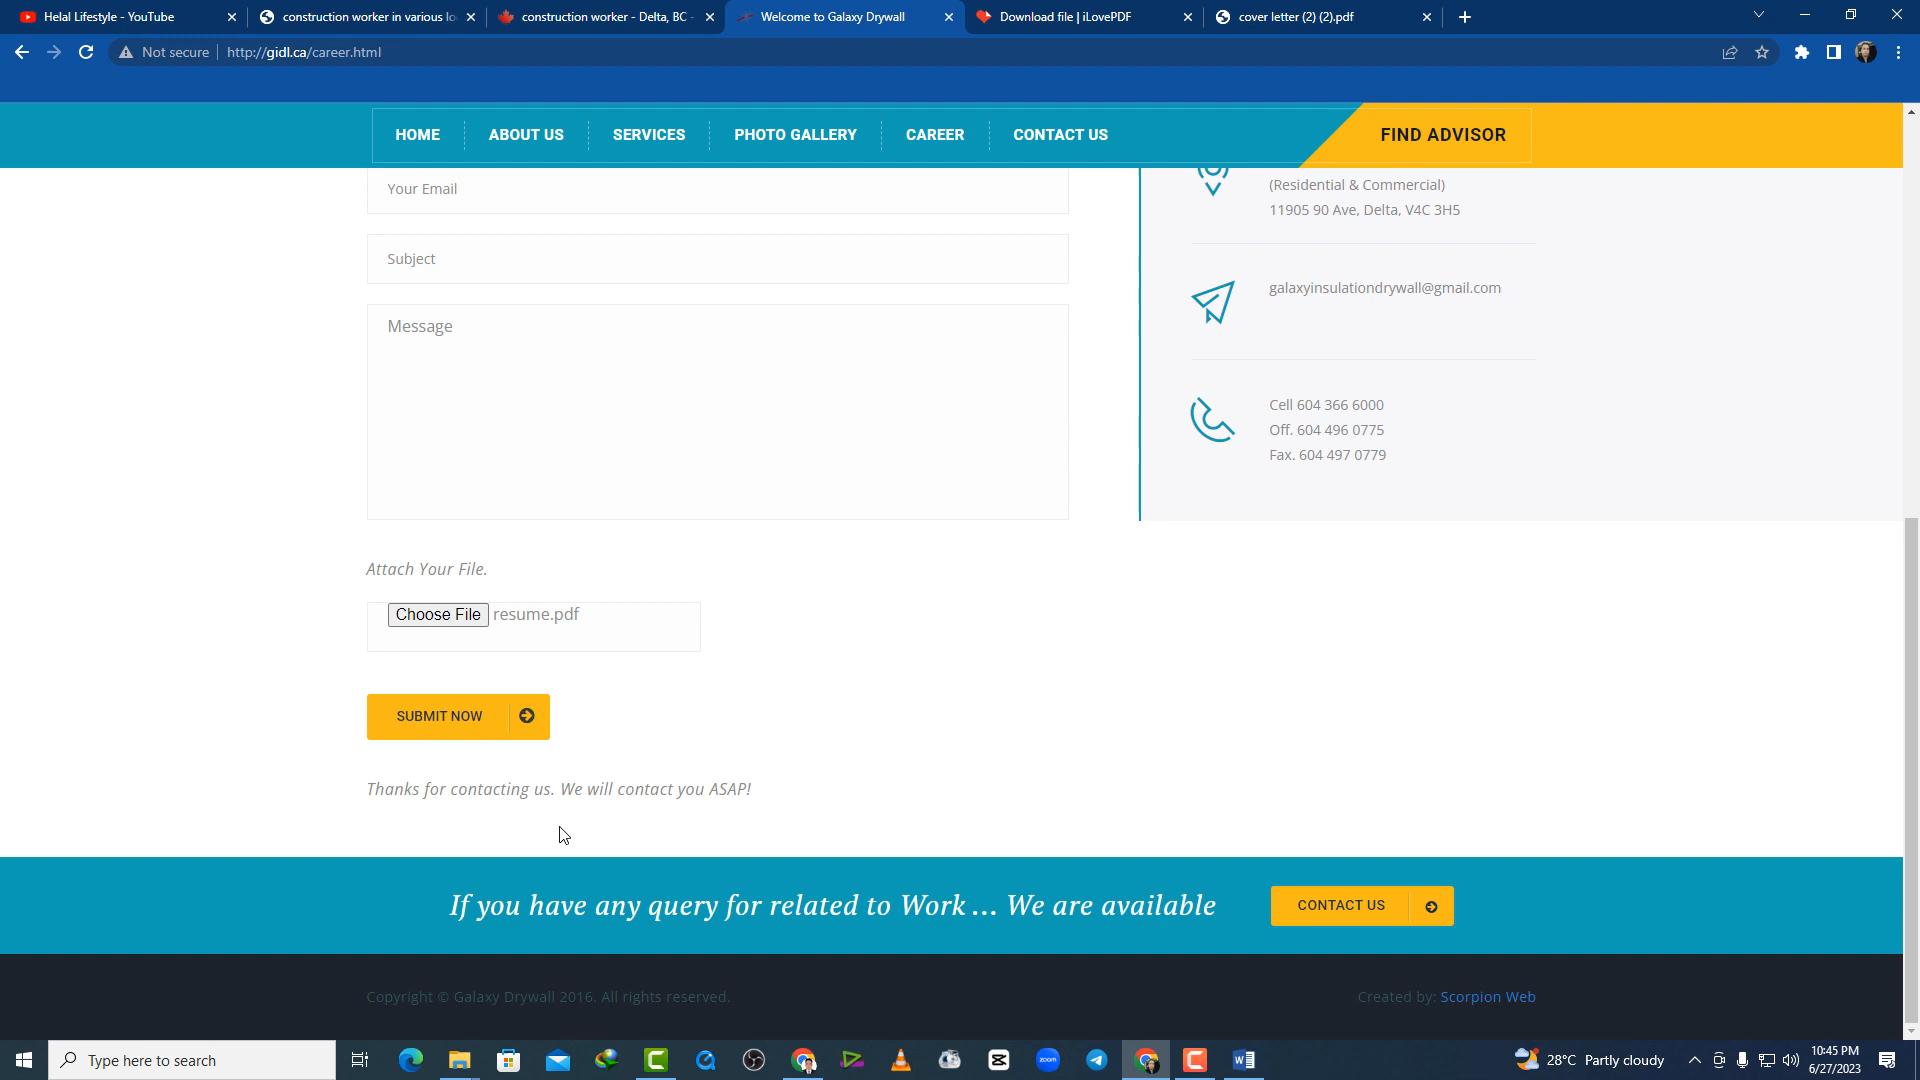 Helal Lifestyle - YouTube
construction worker in various lo
construction worker - Delta, BC -
Welcome to Galaxy Drywall
Download file | iLovePDF
cover letter (2) (2).pdf
Not secure
http://gidl.ca/career.html
HOME
ABOUT US
SERVICES
PHOTO GALLERY
CAREER
CONTACT US
FIND ADVISOR
Your Email
Subject
Message
(Residential & Commercial)
11905 90 Ave, Delta, V4C 3H5
galaxyinsulationdrywall@gmail.com
Cell 604 366 6000
Off. 604 496 0775
Fax. 604 497 0779
Attach Your File.
Choose File resume.pdf
SUBMIT NOW
Thanks for contacting us. We will contact you ASAP!
If you have any query for related to Work ... We are available
CONTACT US
Copyright © Galaxy Drywall 2016. All rights reserved.
Created by: Scorpion Web
Type here to search
zoom
28°C Partly cloudy
10:45 PM
6/27/2023